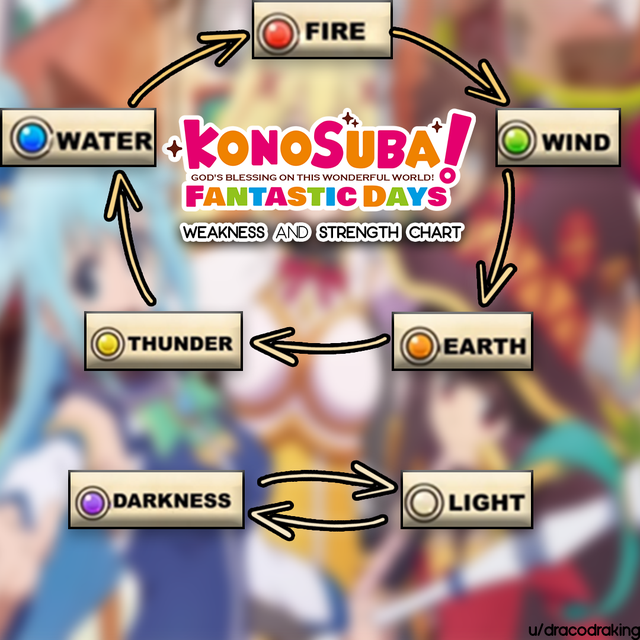 FIRE
WATER
WIND
KONOSUBA!
GOD'S BLESSING ON THIS WONDERFUL WORLD!
FANTASTIC DAYS
WEAKNESS AND STRENGTH CHART
THUNDER
EARTH
DARKNESS
LIGHT
u/dracodraking